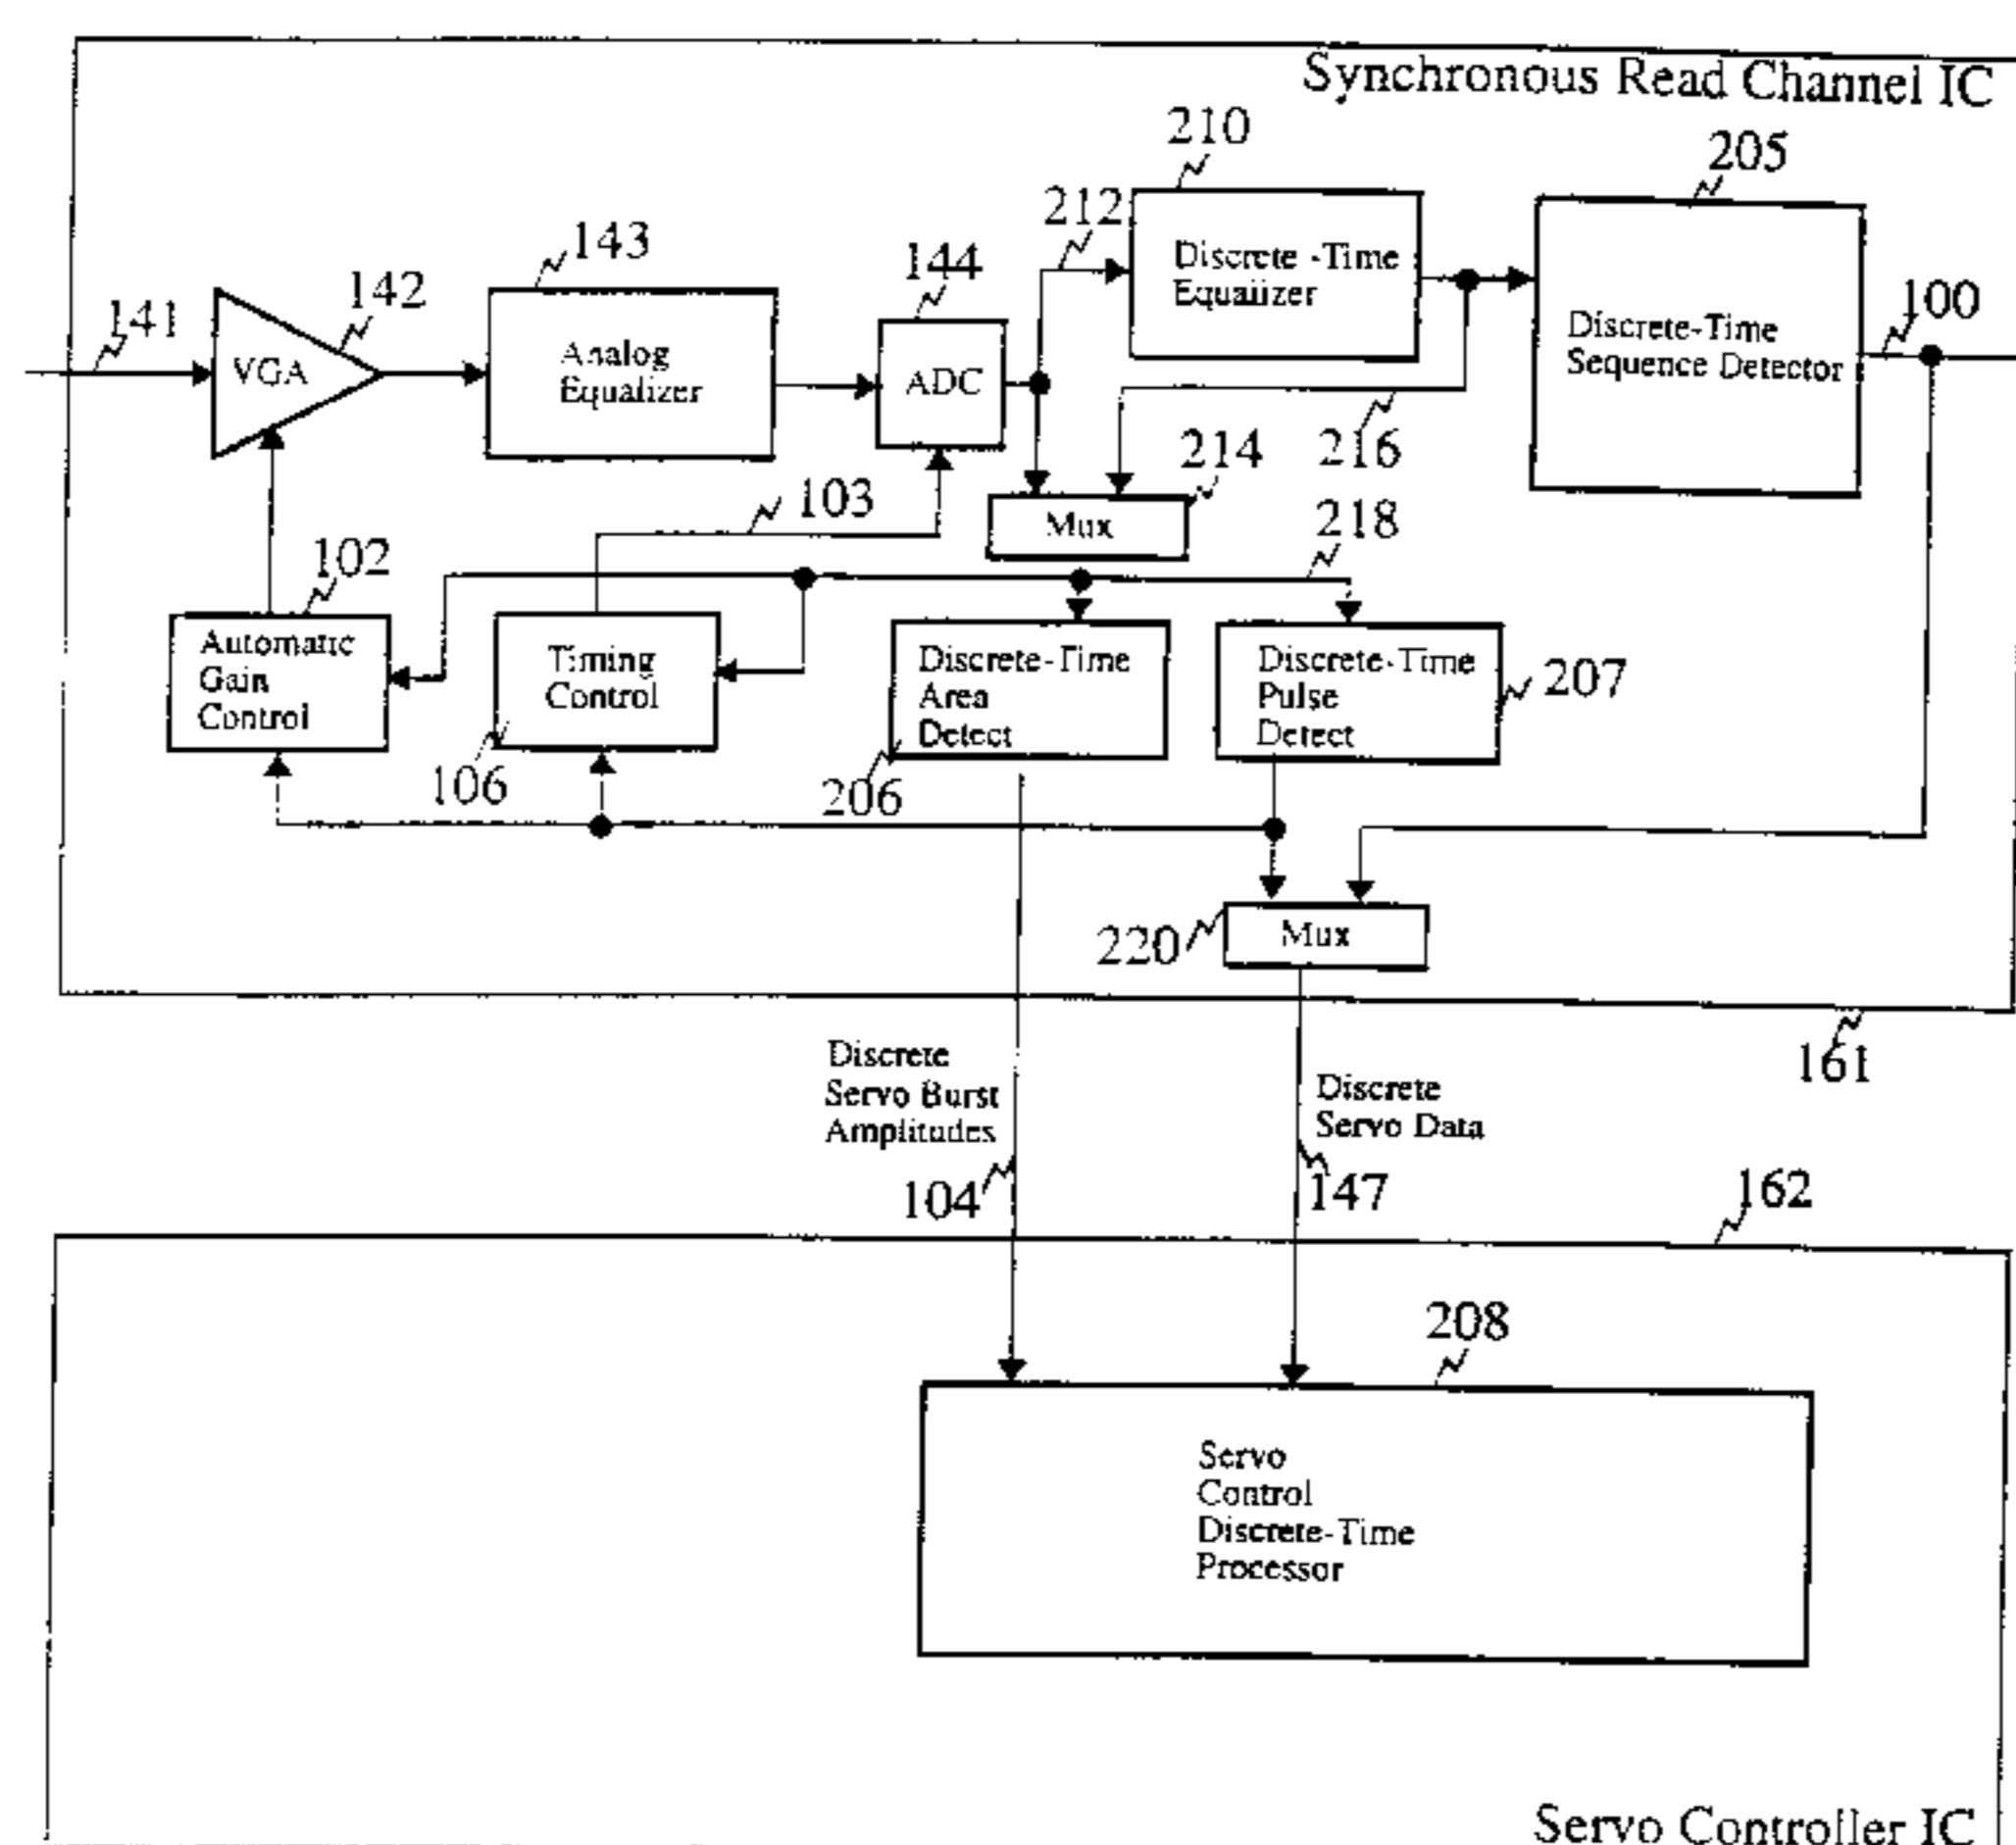 Synchronous Read Channel IC
210
205
212
143
144
142
141
100
Discrete -Time
Equalizer
Discrete-Time
Sequence Detector
VGA
Analog
Equalizer
ADC
216
214
103
Mux
218
102
Automatic
Gain
Control
Timing
Control
Discrete-Time
Area
Detect
Discrete-Time
Pulse
Detect
207
106
206
220
Mux
161
Discrete
Servo Burst
Amplitudes
Discrete
Servo Data
104
147
162
208
Servo
Control
Discrete-Time
Processor
Servo Controller IC